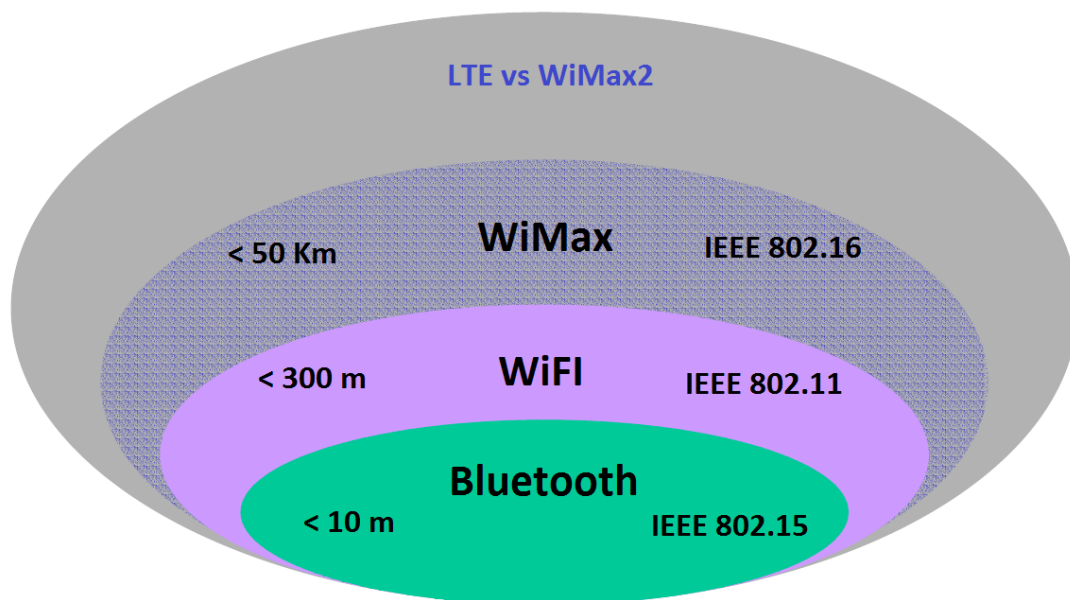 LTE vs WiMax2
WiMax
< 50 Km
IEEE 802.16
WiFI
< 300 m
IEEE 802.11
Bluetooth
< 10 m
IEEE 802.15